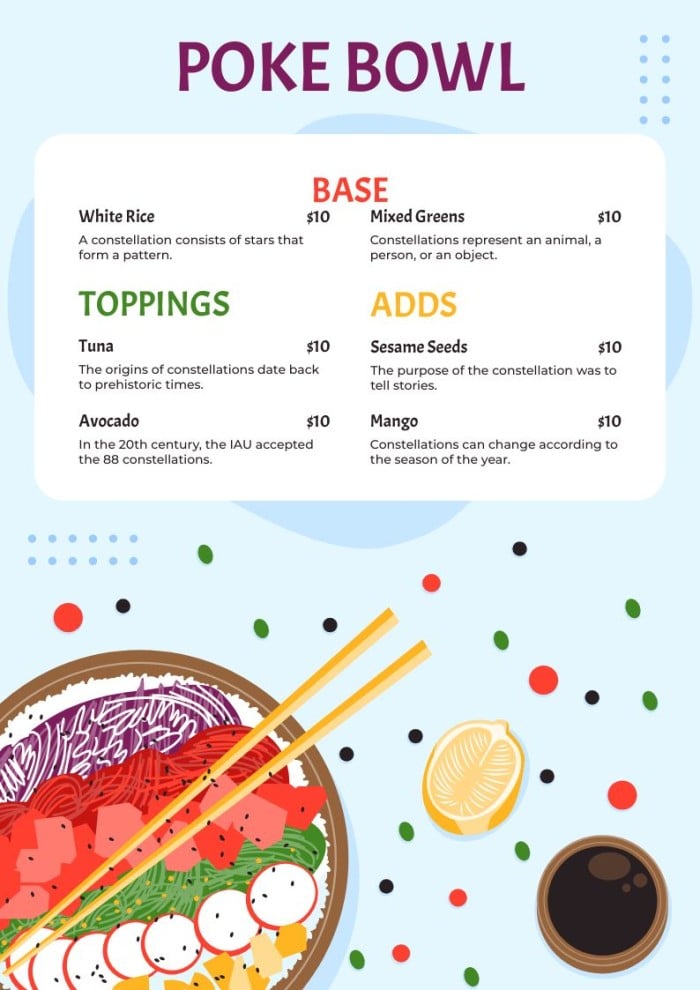 POKE BOWL
BASE
White Rice $10
A constellation consists of stars that
form a pattern.
Mixed Greens $10
Constellations represent an animal, a
person, or an object.
TOPPINGS
Tuna $10
The origins of constellations date back
to prehistoric times.
Avocado $10
In the 20th century, the IAU accepted
the 88 constellations.
ADDS
Sesame Seeds $10
The purpose of the constellation was to
tell stories.
Mango $10
Constellations can change according to
the season of the year.